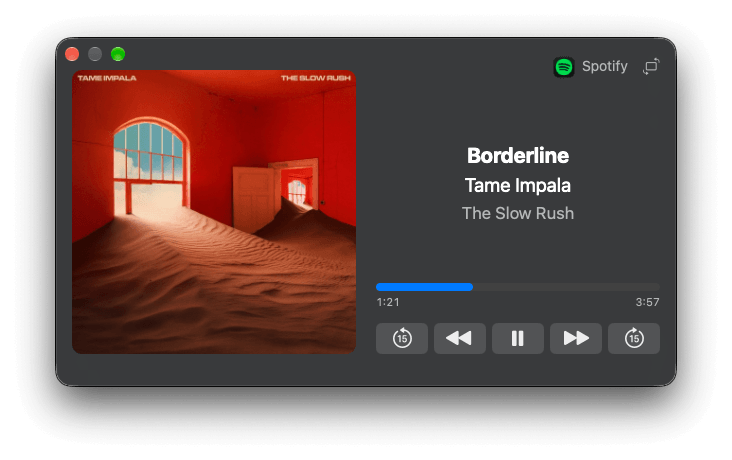 Spotify
TAME IMPALA THE SLOW RUSH
Borderline
Tame Impala
The Slow Rush
1:21 3:57
15 15